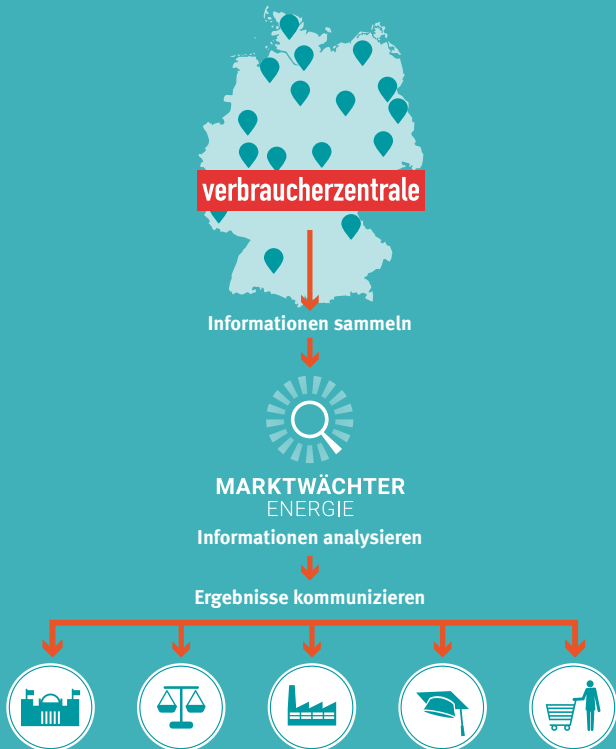 verbraucherzentrale
Informationen sammeln
MARKTWÄCHTER
ENERGIE
Informationen analysieren
Ergebnisse kommunizieren